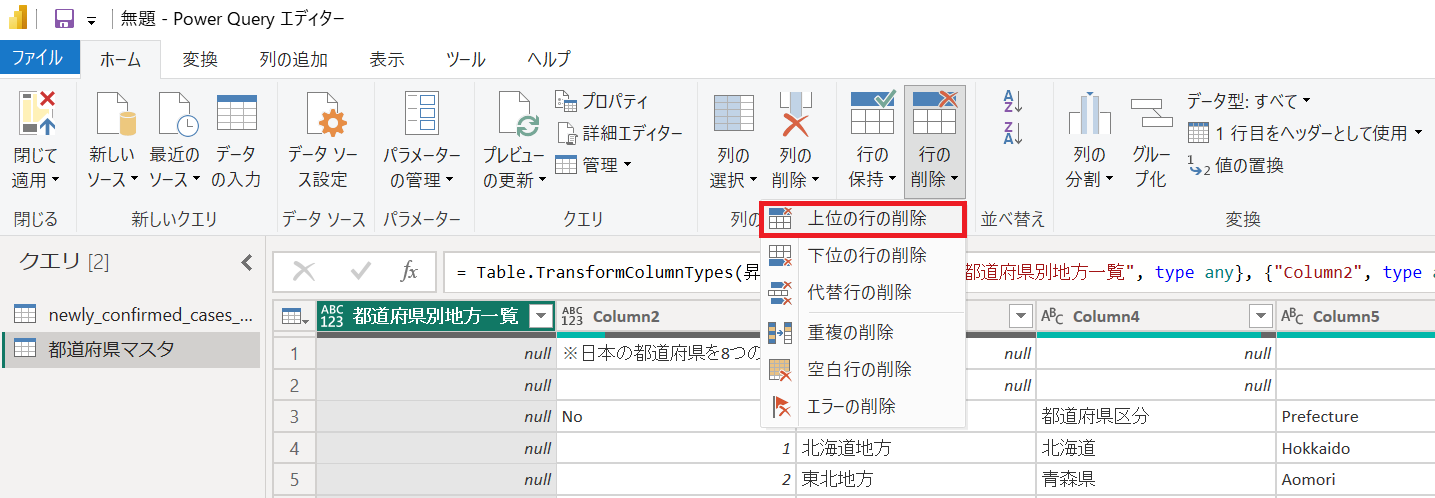 無題 - Power Query エディター
ファイル ホーム 変換 列の追加 表示 ツール ヘルプ
閉じて
適用
閉じる
新しい
ソース
最近の
ソース
データ
の入力
新しいクエリ
データ ソー
ス設定
データ ソース
パラメーター
の管理
パラメーター
プレビュー
の更新
プロパティ
詳細エディター
管理
クエリ
列の
選択
列の
削除
列の
行の
保持
行の
削除
並べ替え
列の
分割
グルー
プ化
データ型: すべて
1 行目をヘッダーとして使用
値の置換
変換
上位の行の削除
下位の行の削除
代替行の削除
重複の削除
空白行の削除
エラーの削除
クエリ [2]
newly_confirmed_cases_...
都道府県マスタ
fx
= Table.TransformColumnTypes(昇 都道府県別地方一覧", type any}, {"Column2", type a
ABC 123 都道府県別地方一覧 ABC 123 Column2 ABC Column4 ABC Column5
1 null ※日本の都道府県を8つの null null
2 null null null
3 null No 都道府県区分 Prefecture
4 null 1 北海道地方 北海道 Hokkaido
5 null 2 東北地方 青森県 Aomori